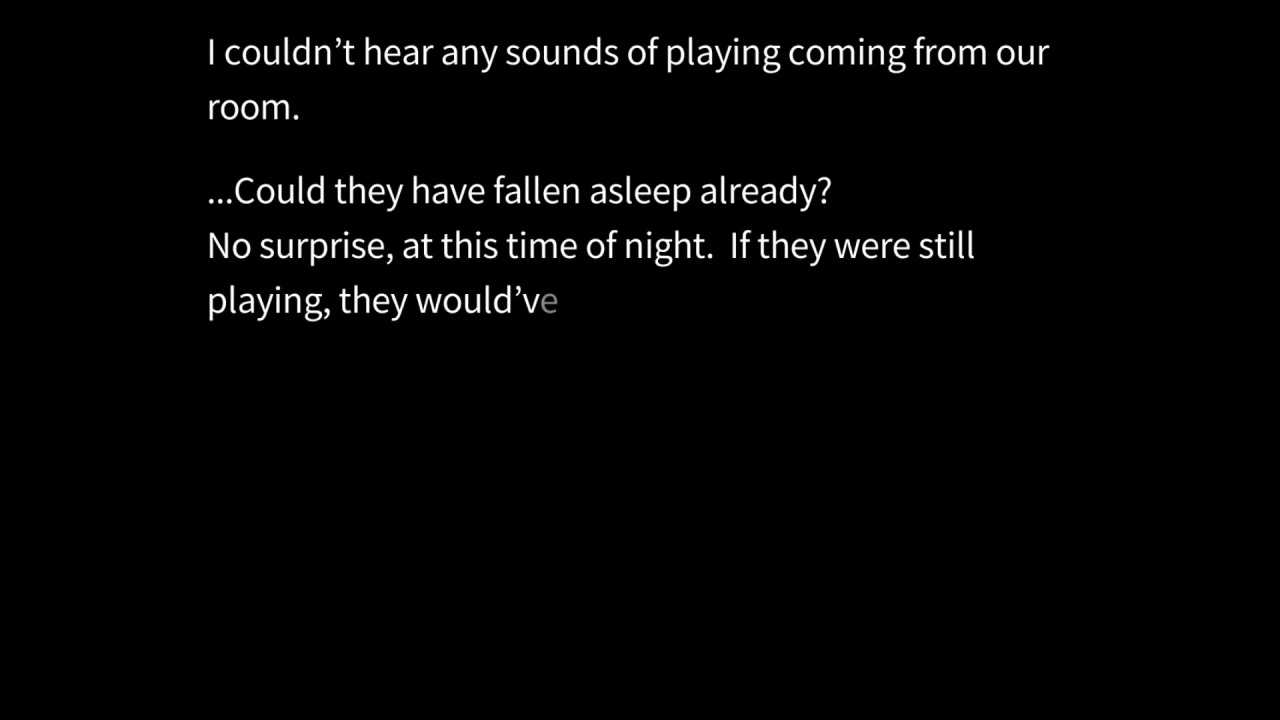 I couldn’t hear any sounds of playing coming from our
room.
...Could they have fallen asleep already?
No surprise, at this time of night.  If they were still
playing, they would’ve